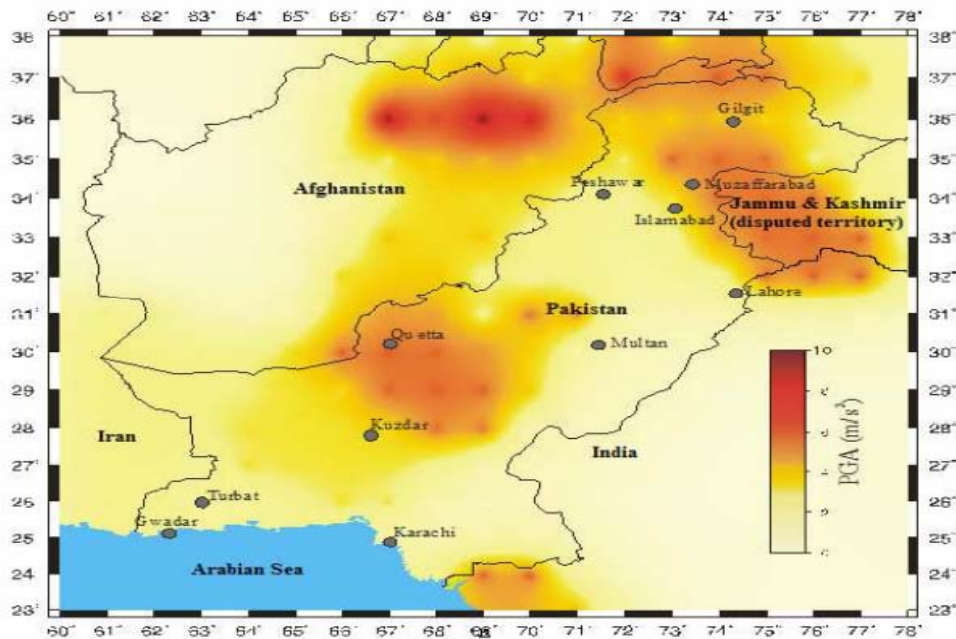 60° 61° 62° 63° 64° 65° 66° 67° 68° 69° 70° 71° 72° 73° 74° 75° 76° 77° 78°
38° 38°
37° 37°
36° Gilgit 36°
35° 35°
Afghanistan Peshawar Muzaffarabad
34° Jammu & Kashmir 34°
Islamabad (disputed territory)
33° 33°
32° 32°
Lahore
31° Pakistan 31°
Quetta
30° Multan 30°
10
29° 29°
28° Kuzdar 28°
Iran India
27° 27°
PGA (m/s²)
26° Turbat 26°
Gwadar
25° Karachi 25°
24° Arabian Sea 24°
23° 23°
60° 61° 62° 63° 64° 65° 66° 67° 68° 70° 71° 72° 73° 74° 75° 76° 77° 78°